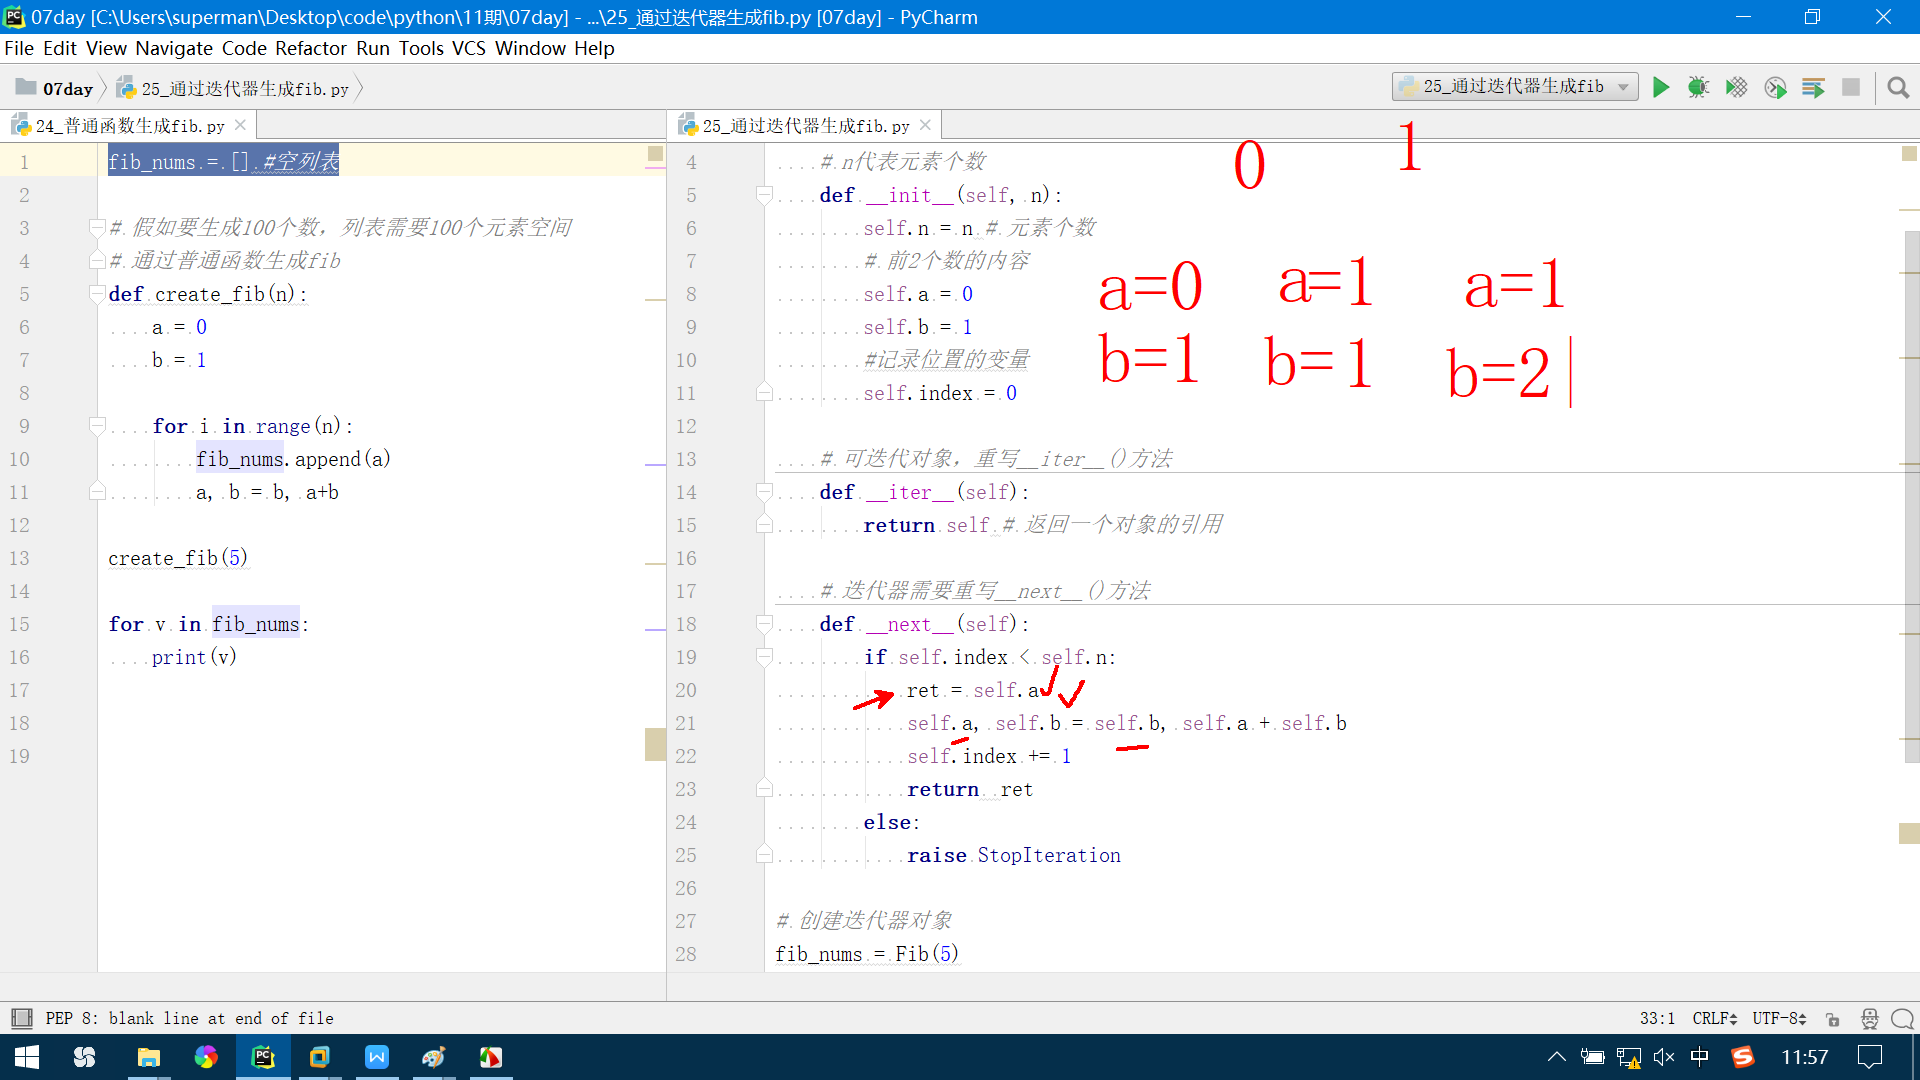 07day [C:\Users\superman\Desktop\code\python\11期\07day] - ...\25_通过迭代器生成fib.py [07day] - PyCharm
File Edit View Navigate Code Refactor Run Tools VCS Window Help
07day 25_通过迭代器生成fib.py 25_通过迭代器生成fib
24_普通函数生成fib.py
1 fib_nums = [] #空列表
2
3 # 假如要生成100个数，列表需要100个元素空间
4 # 通过普通函数生成fib
5 def create_fib(n):
6 a = 0
7 b = 1
8
9 for i in range(n):
10 fib_nums.append(a)
11 a, b = b, a+b
12
13 create_fib(5)
14
15 for v in fib_nums:
16 print(v)
17
18
19
25_通过迭代器生成fib.py
4 # n代表元素个数
5 def __init__(self, n):
6 self.n = n # 元素个数
7 # 前2个数的内容
8 self.a = 0
9 self.b = 1
10 #记录位置的变量
11 self.index = 0
12
13 # 可迭代对象，重写__iter__()方法
14 def __iter__(self):
15 return self # 返回一个对象的引用
16
17 # 迭代器需要重写__next__()方法
18 def __next__(self):
19 if self.index < self.n:
20 ret = self.a
21 self.a, self.b = self.b, self.a + self.b
22 self.index += 1
23 return ret
24 else:
25 raise StopIteration
26
27 # 创建迭代器对象
28 fib_nums = Fib(5)
0 1
a=0 a=1 a=1
b=1 b=1 b=2
PEP 8: blank line at end of file
33:1 CRLF UTF-8
中 11:57